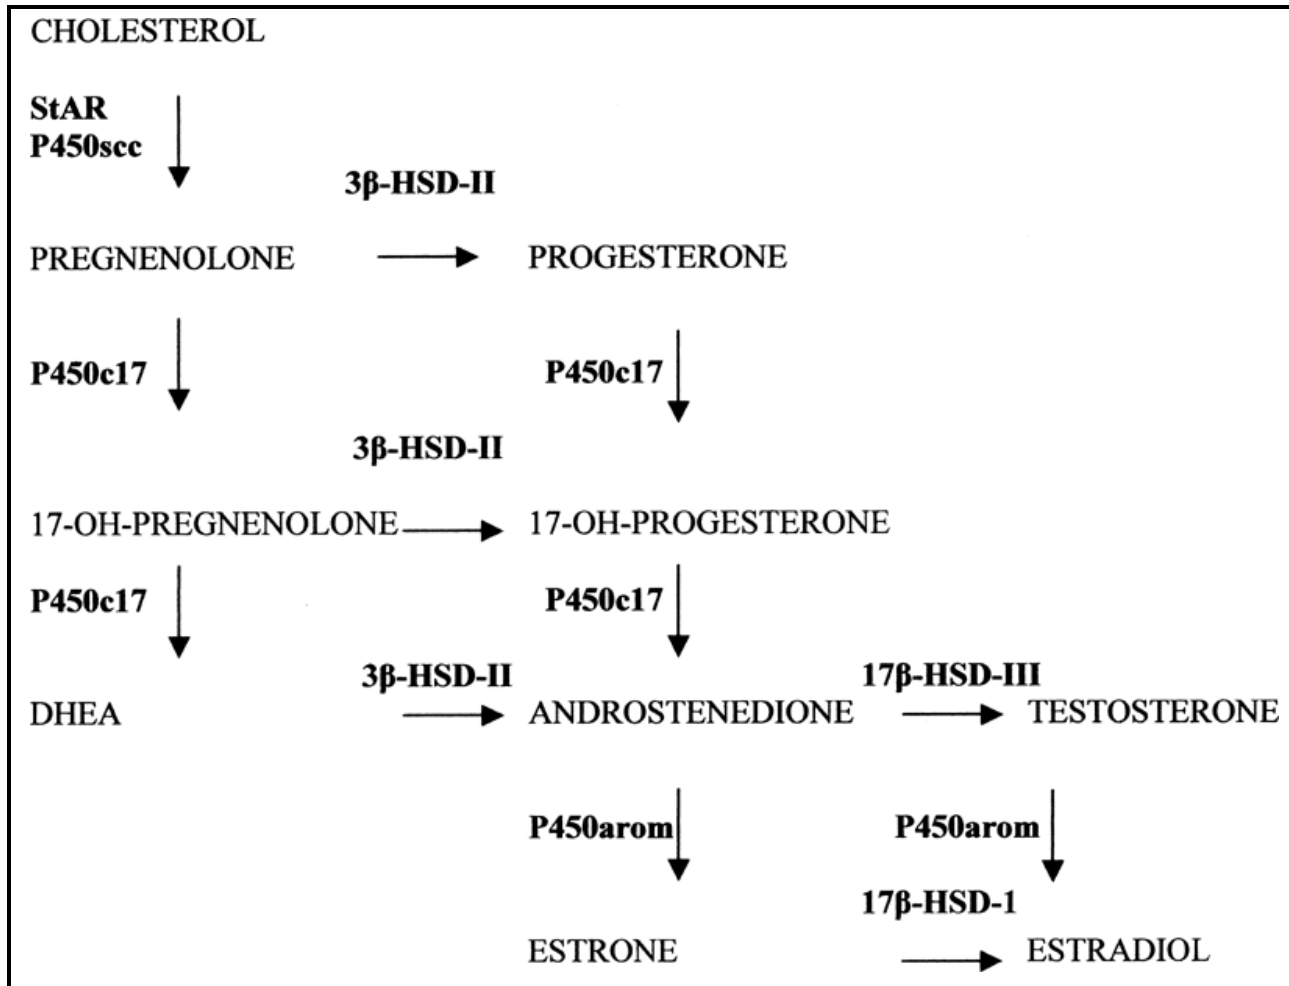 CHOLESTEROL
StAR
P450scc
3β-HSD-II
PREGNENOLONE PROGESTERONE
P450c17 P450c17
3β-HSD-II
17-OH-PREGNENOLONE 17-OH-PROGESTERONE
P450c17 P450c17
3β-HSD-II 17β-HSD-III
DHEA ANDROSTENEDIONE TESTOSTERONE
P450arom P450arom
17β-HSD-1
ESTRONE ESTRADIOL